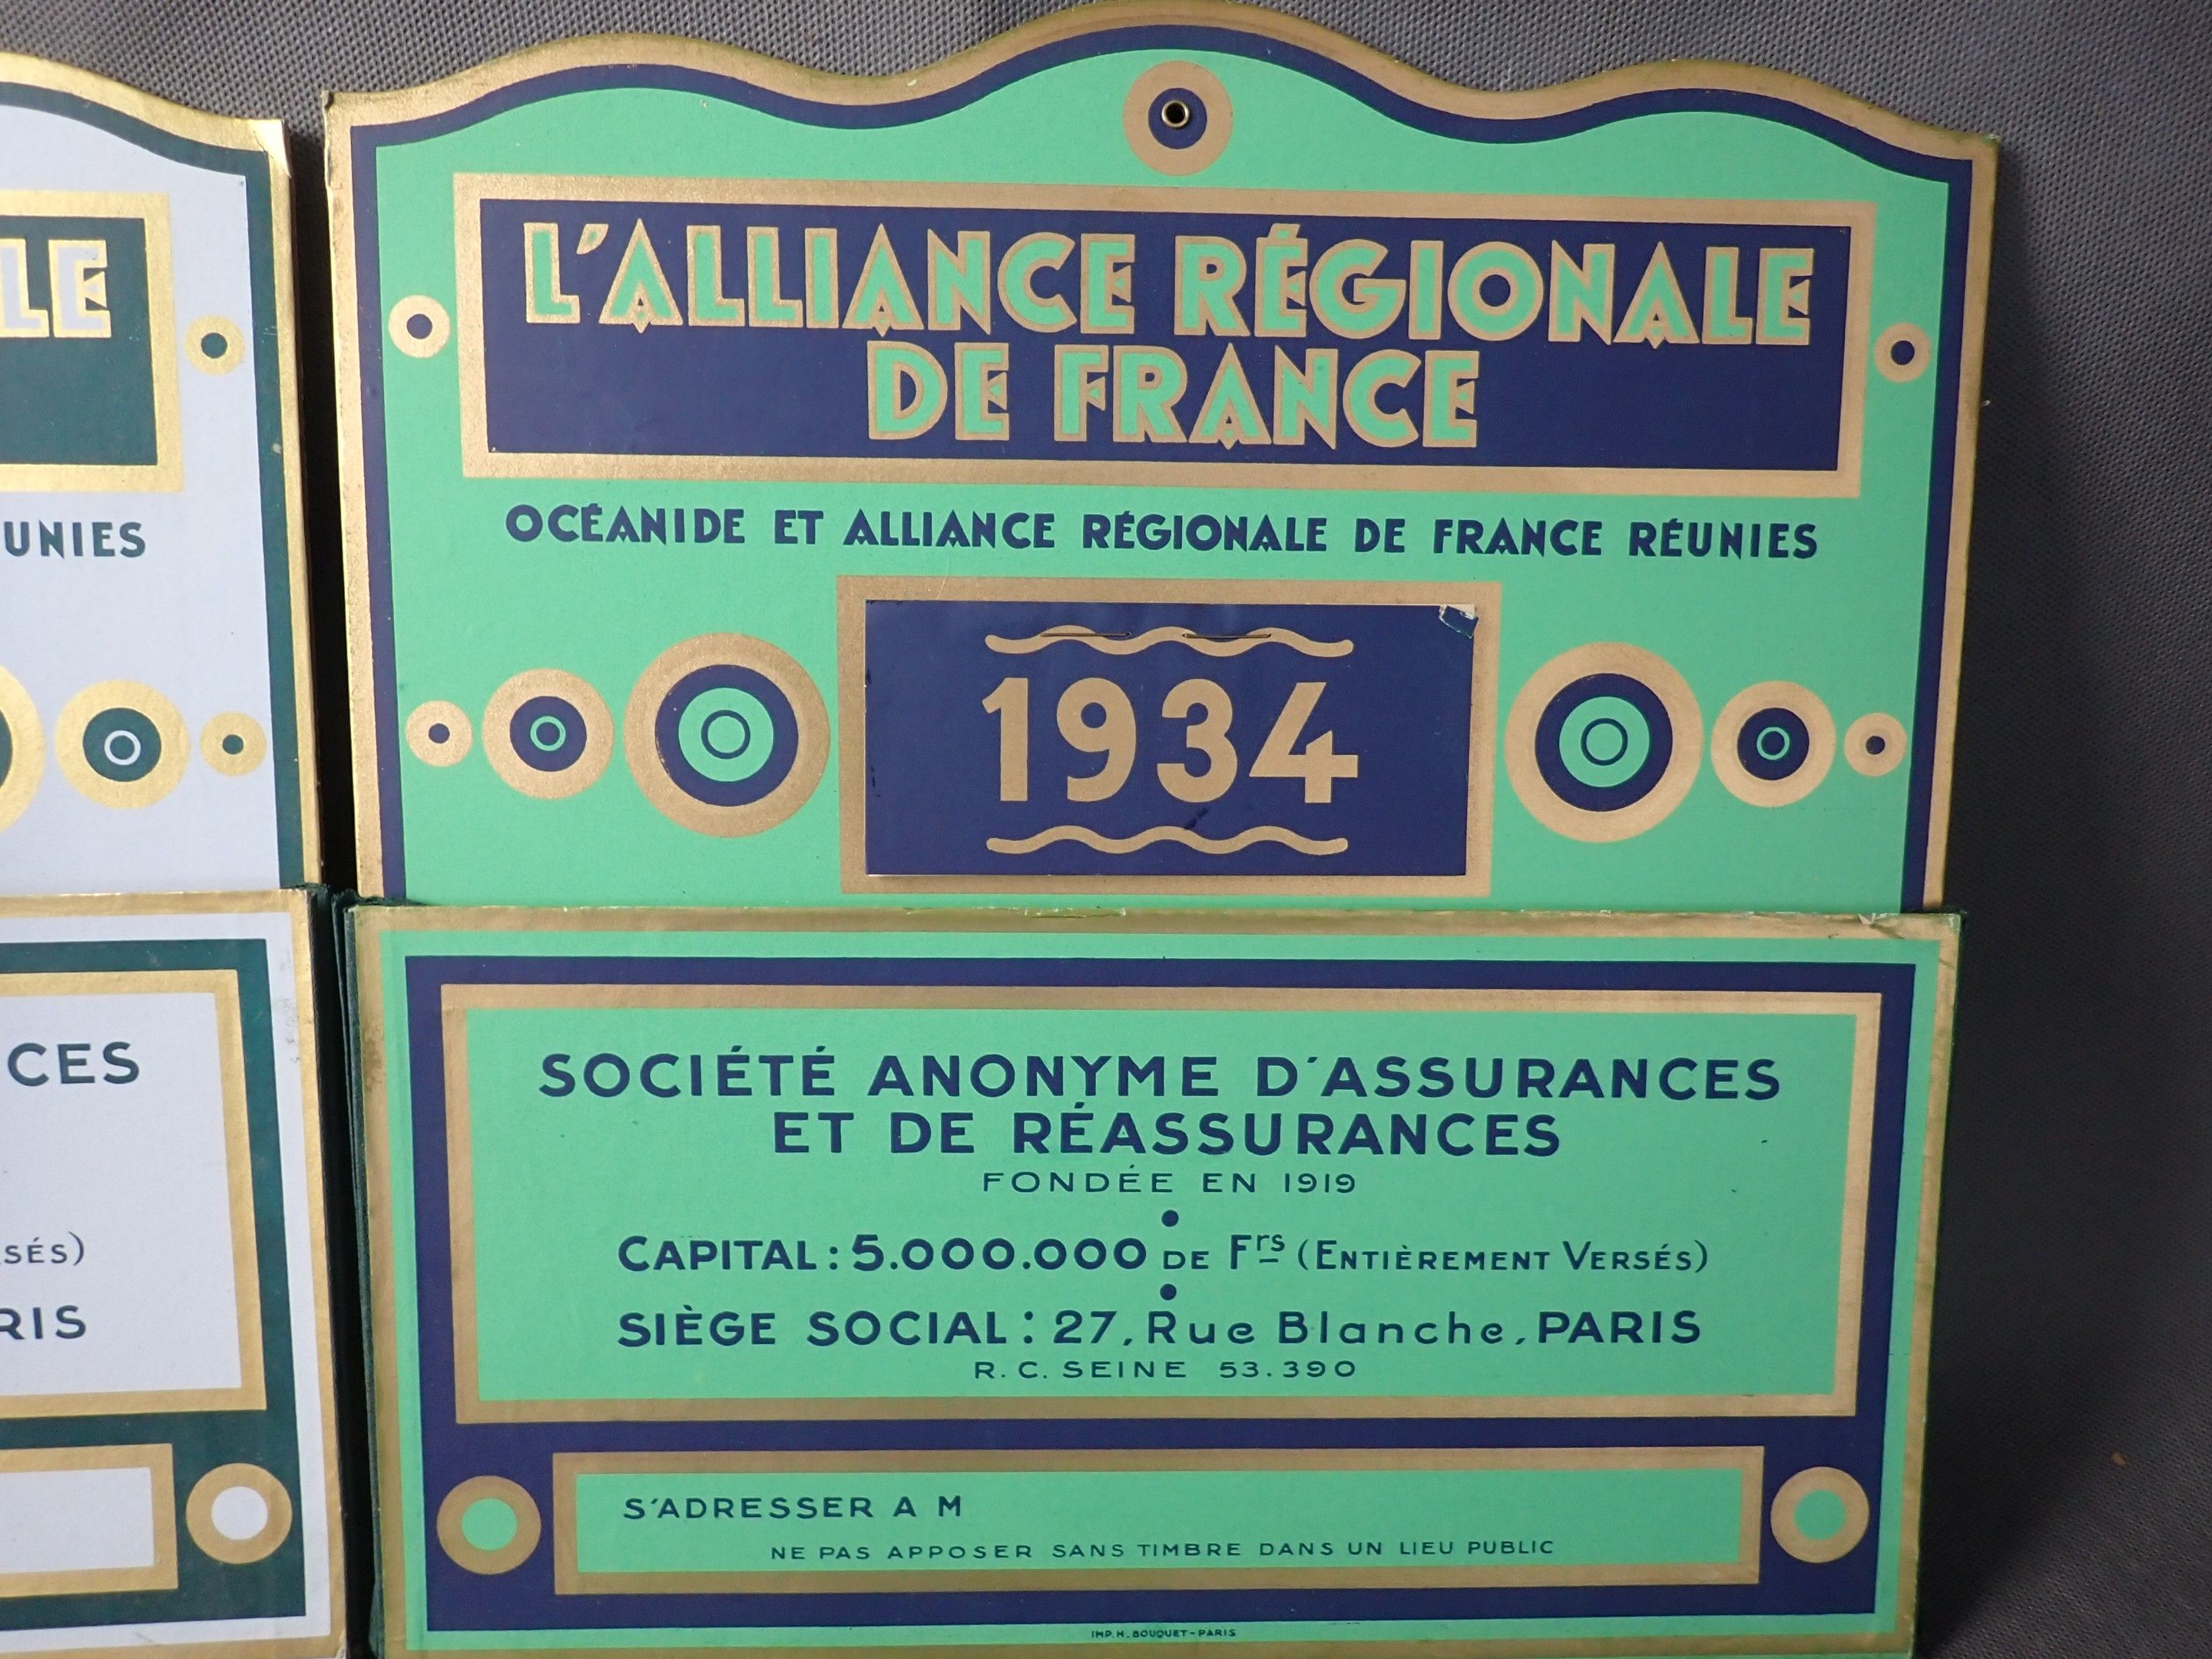 LE
UNIES
CES
SÉS)
RIS
L'ALLIANCE RÉGIONALE
DE FRANCE
OCÉANIDE ET ALLIANCE RÉGIONALE DE FRANCE RÉUNIES
1934
SOCIÉTÉ ANONYME D'ASSURANCES
ET DE RÉASSURANCES
FONDÉE EN 1919
CAPITAL: 5.000.000 DE Frs (ENTIÈREMENT VERSÉS)
SIÈGE SOCIAL: 27, Rue Blanche, PARIS
R. C. SEINE 53.390
S'ADRESSER A M
NE PAS APPOSER SANS TIMBRE DANS UN LIEU PUBLIC
IMP. H. BOUQUET-PARIS